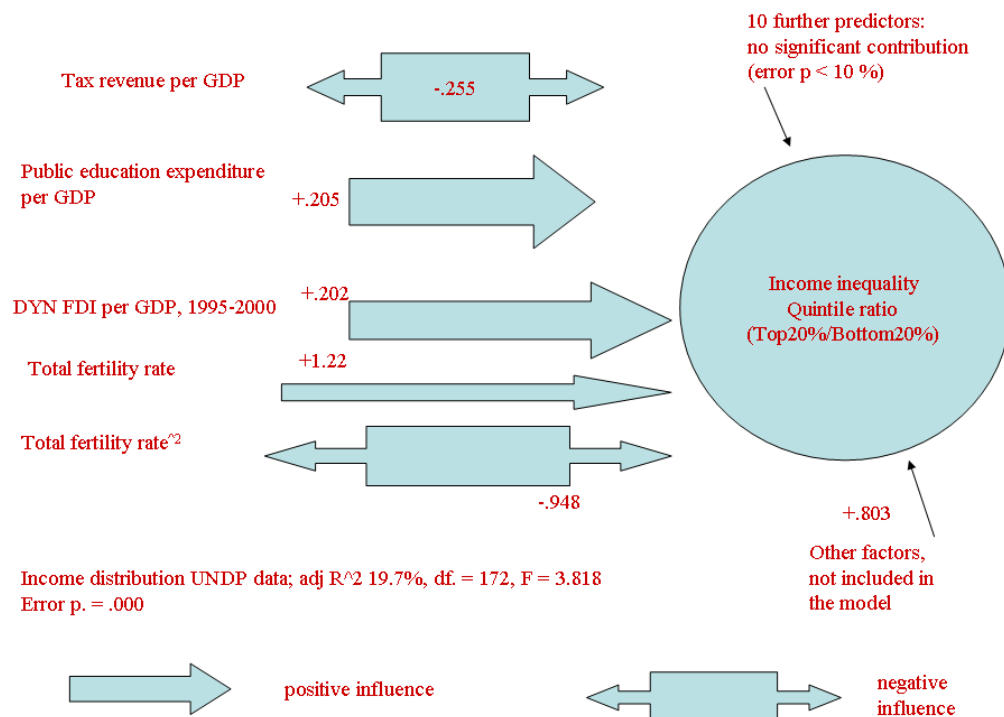 10 further predictors:
no significant contribution
(error p < 10 %)
Tax revenue per GDP
-.255
Public education expenditure
per GDP
+.205
DYN FDI per GDP, 1995-2000
+.202
Income inequality
Quintile ratio
(Top20%/Bottom20%)
Total fertility rate
+1.22
Total fertility rate^2
-.948
+.803
Other factors,
not included in
the model
Income distribution UNDP data; adj R^2 19.7%, df. = 172, F = 3.818
Error p. = .000
positive influence
negative
influence